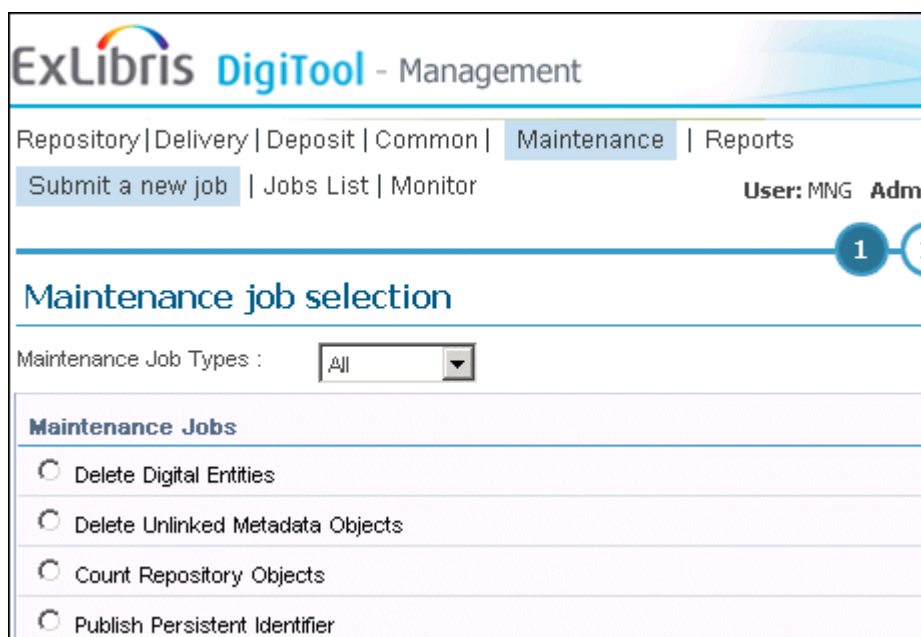 ExLibris DigiTool - Management
Repository | Delivery | Deposit | Common | Maintenance | Reports
Submit a new job | Jobs List | Monitor User: MNG Adm
1
Maintenance job selection
Maintenance Job Types : All
Maintenance Jobs
Delete Digital Entities
Delete Unlinked Metadata Objects
Count Repository Objects
Publish Persistent Identifier